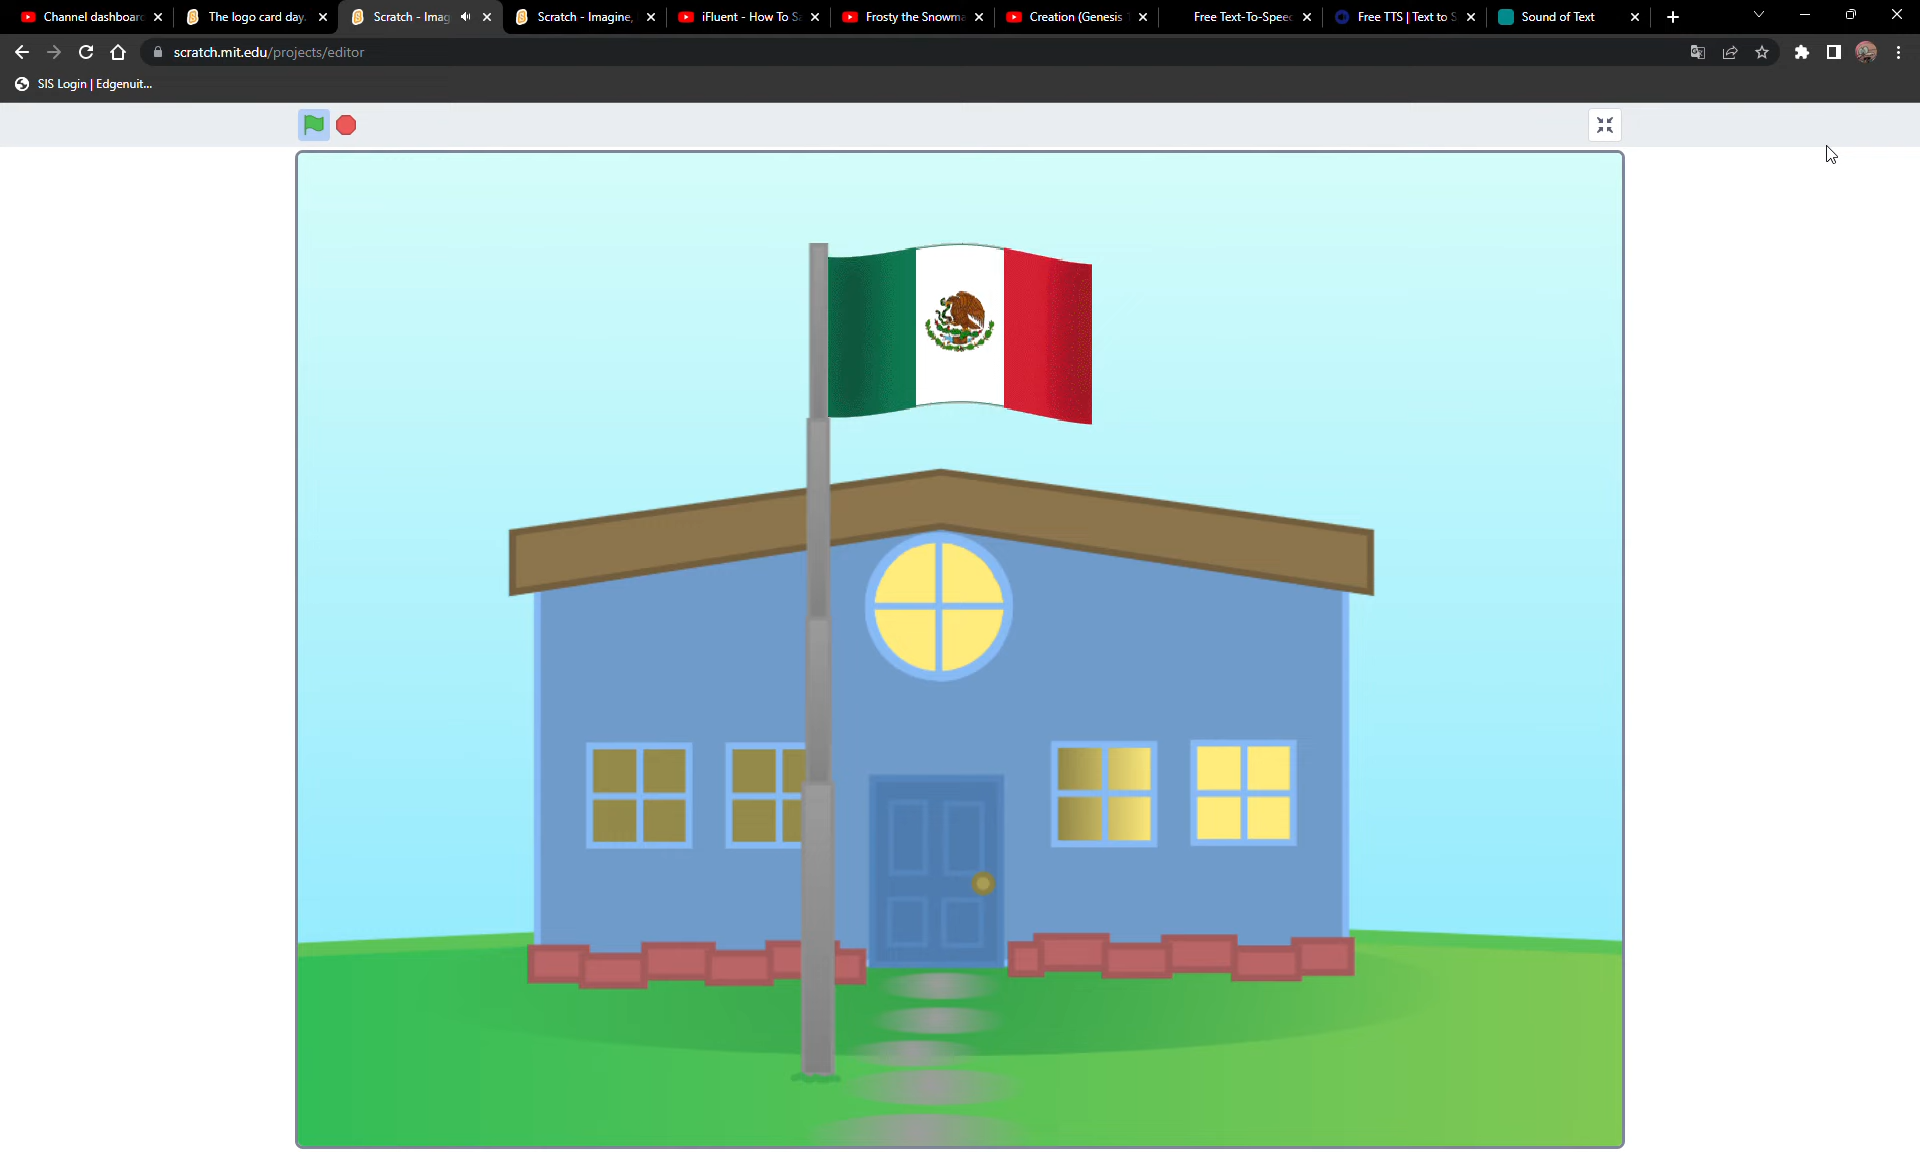 Channel dashboard
The logo card day.
Scratch - Imag
Scratch - Imagine,
iFluent - How To S
Frosty the Snowma
Creation (Genesis
Free Text-To-Speec
Free TTS | Text to S
Sound of Text
scratch.mit.edu/projects/editor
SIS Login | Edgenuit...